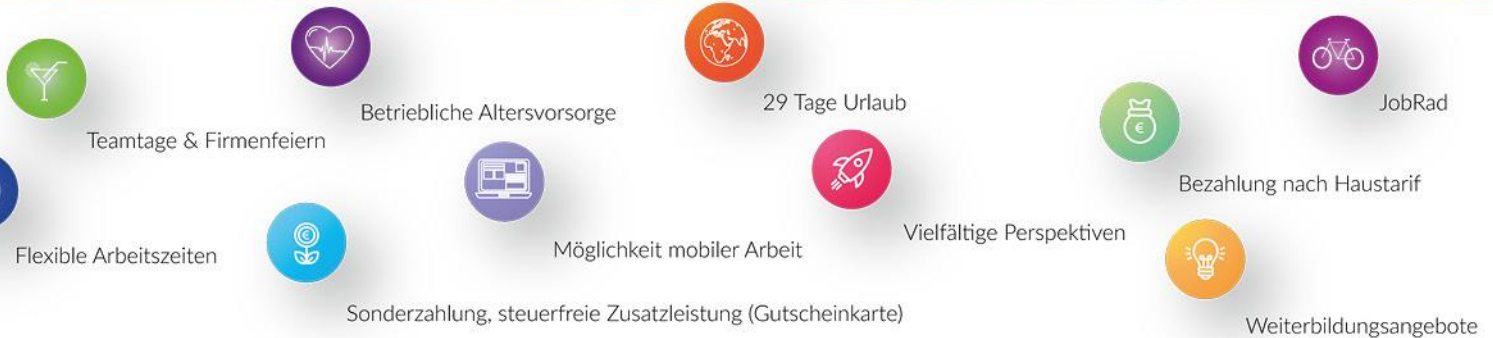 29 Tage Urlaub
JobRad
Betriebliche Altersvorsorge
Teamtage & Firmenfeiern
Bezahlung nach Haustarif
Vielfältige Perspektiven
Möglichkeit mobiler Arbeit
Flexible Arbeitszeiten
Sonderzahlung, steuerfreie Zusatzleistung (Gutscheinkarte)
Weiterbildungsangebote